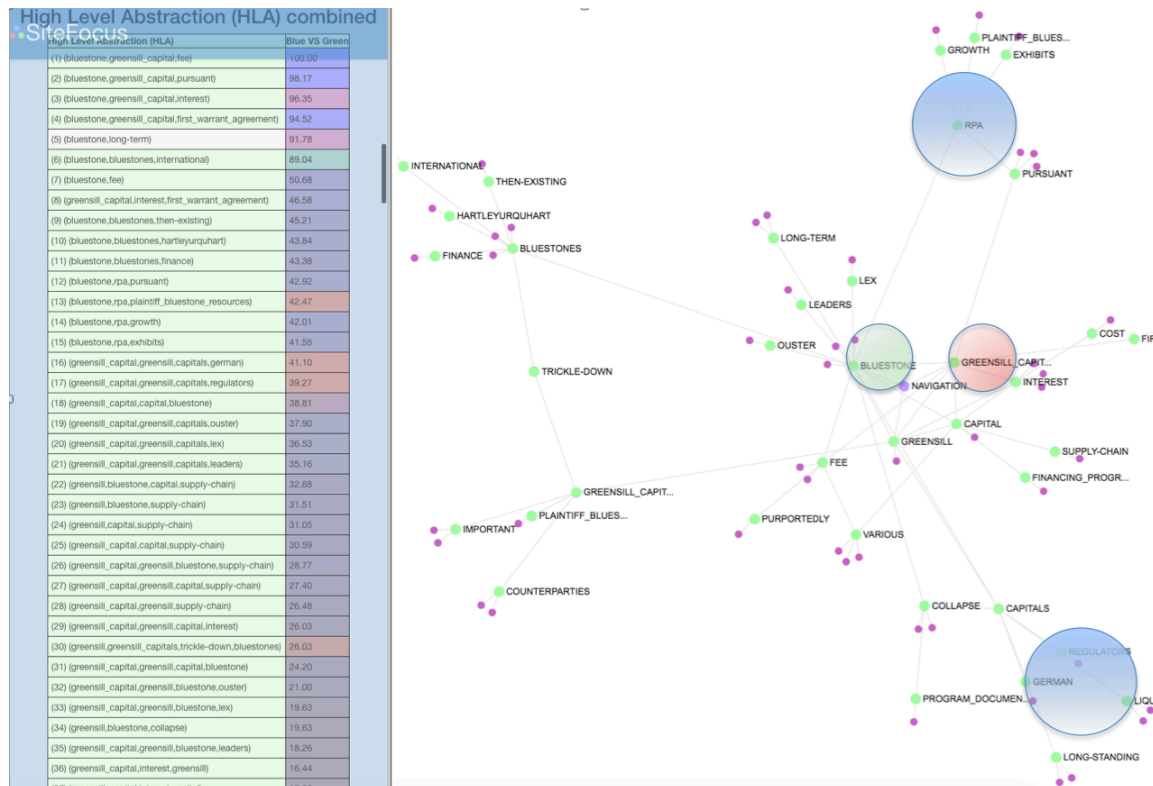 High Level Abstraction (HLA) combined
SiteFocus
High Level Abstraction (HLA) Blue VS Green
(1) (bluestone,greensill_capital,fee) 100.00
(2) (bluestone,greensill_capital,pursuant) 98.17
(3) (bluestone,greensill_capital,interest) 96.35
(4) (bluestone,greensill_capital,first_warrant_agreement) 94.52
(5) (bluestone,long-term) 91.78
(6) (bluestone,bluestones,international) 89.04
(7) (bluestone,fee) 50.68
(8) (greensill_capital,interest,first_warrant_agreement) 46.58
(9) (bluestone,bluestones,then-existing) 45.21
(10) (bluestone,bluestones,hartleyurquhart) 43.84
(11) (bluestone,bluestones,finance) 43.38
(12) (bluestone,rpa,pursuant) 42.92
(13) (bluestone,rpa,plaintiff_bluestone_resources) 42.47
(14) (bluestone,rpa,growth) 42.01
(15) (bluestone,rpa,exhibits) 41.55
(16) (greensill_capital,greensill,capitals,german) 41.10
(17) (greensill_capital,greensill,capitals,regulators) 39.27
(18) (greensill_capital,capital,bluestone) 38.81
(19) (greensill_capital,greensill,capitals,ouster) 37.90
(20) (greensill_capital,greensill,capitals,lex) 36.53
(21) (greensill_capital,greensill,capitals,leaders) 35.16
(22) (greensill,bluestone,capital,supply-chain) 32.88
(23) (greensill,bluestone,supply-chain) 31.51
(24) (greensill,capital,supply-chain) 31.05
(25) (greensill_capital,capital,supply-chain) 30.59
(26) (greensill_capital,greensill,bluestone,supply-chain) 28.77
(27) (greensill_capital,greensill,capital,supply-chain) 27.40
(28) (greensill_capital,greensill,supply-chain) 26.48
(29) (greensill_capital,greensill,capital,interest) 26.03
(30) (greensill,greensill_capitals,trickle-down,bluestones) 26.03
(31) (greensill_capital,greensill,capital,bluestone) 24.20
(32) (greensill_capital,greensill,bluestone,ouster) 21.00
(33) (greensill_capital,greensill,bluestone,lex) 19.63
(34) (greensill,bluestone,collapse) 19.63
(35) (greensill_capital,greensill,bluestone,leaders) 18.26
(36) (greensill_capital,interest,greensill) 16.44
PLAINTIFF_BLUES...
GROWTH
EXHIBITS
RPA
INTERNATIONAL
PURSUANT
THEN-EXISTING
HARTLEYURQUHART
LONG-TERM
BLUESTONES
FINANCE
LEX
LEADERS
COST
FIF
OUSTER
BLUESTONE
GREENSILL_CAPIT...
TRICKLE-DOWN
NAVIGATION
INTEREST
CAPITAL
GREENSILL
SUPPLY-CHAIN
FEE
FINANCING_PROGR...
GREENSILL_CAPIT...
PLAINTIFF_BLUES...
PURPORTEDLY
IMPORTANT
VARIOUS
COUNTERPARTIES
COLLAPSE
CAPITALS
REGULATORS
GERMAN
PROGRAM_DOCUMEN...
LIQU
LONG-STANDING